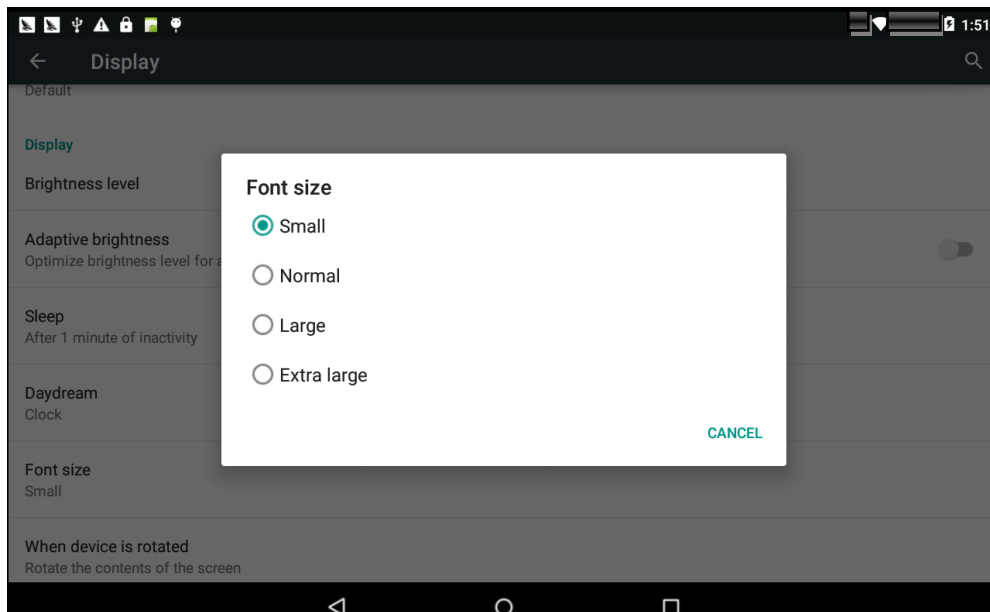 1:51
Display
Default
Display
Brightness level
Adaptive brightness
Optimize brightness level for
Sleep
After 1 minute of inactivity
Daydream
Clock
Font size
Small
When device is rotated
Rotate the contents of the screen
Font size
Small
Normal
Large
Extra large
CANCEL